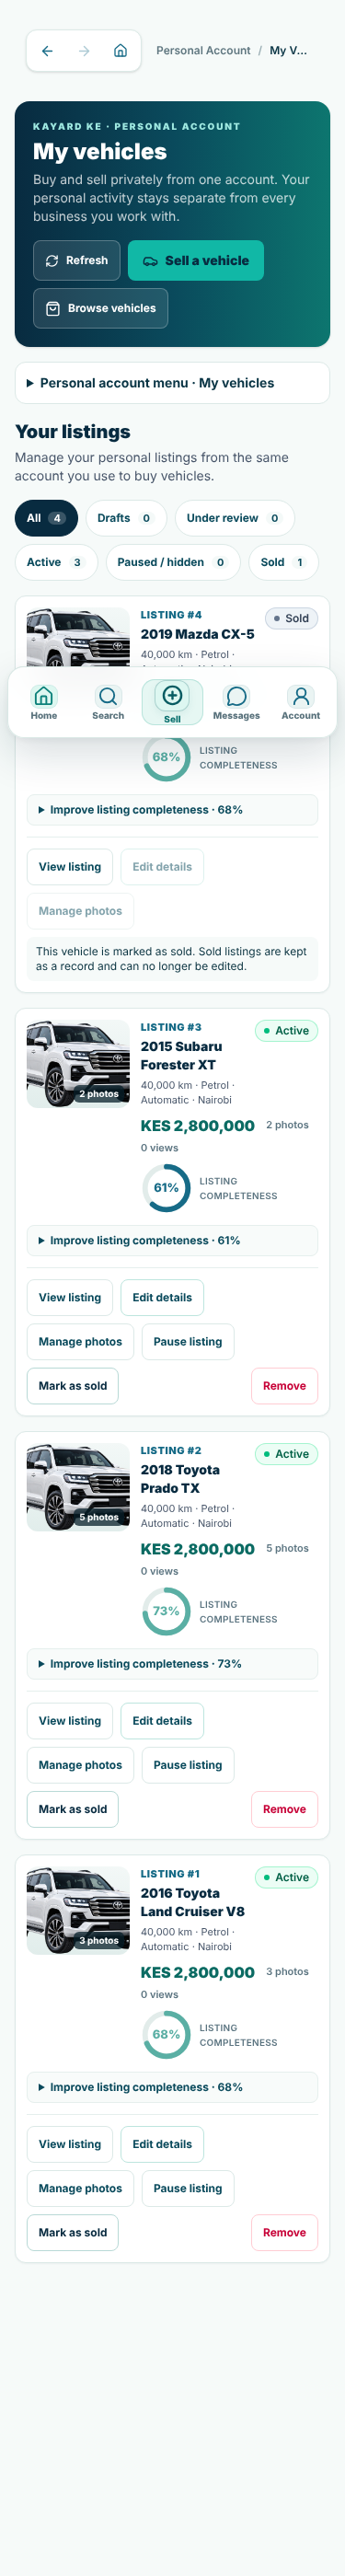 Personal Account / My V...
KAYARD KE · PERSONAL ACCOUNT
My vehicles
Buy and sell privately from one account. Your
personal activity stays separate from every
business you work with.
Refresh
Sell a vehicle
Browse vehicles
Personal account menu · My vehicles
Your listings
Manage your personal listings from the same
account you use to buy vehicles.
All 4
Drafts 0
Under review 0
Active 3
Paused / hidden 0
Sold 1
LISTING #4
Sold
2019 Mazda CX-5
40,000 km · Petrol ·
Home
Search
Sell
Messages
Account
68%
LISTING
COMPLETENESS
Improve listing completeness · 68%
View listing
Edit details
Manage photos
This vehicle is marked as sold. Sold listings are kept
as a record and can no longer be edited.
LISTING #3
Active
2015 Subaru
Forester XT
40,000 km · Petrol ·
Automatic · Nairobi
2 photos
KES 2,800,000
2 photos
0 views
61%
LISTING
COMPLETENESS
Improve listing completeness · 61%
View listing
Edit details
Manage photos
Pause listing
Mark as sold
Remove
LISTING #2
Active
2018 Toyota
Prado TX
40,000 km · Petrol ·
Automatic · Nairobi
5 photos
KES 2,800,000
5 photos
0 views
73%
LISTING
COMPLETENESS
Improve listing completeness · 73%
View listing
Edit details
Manage photos
Pause listing
Mark as sold
Remove
LISTING #1
Active
2016 Toyota
Land Cruiser V8
40,000 km · Petrol ·
Automatic · Nairobi
3 photos
KES 2,800,000
3 photos
0 views
68%
LISTING
COMPLETENESS
Improve listing completeness · 68%
View listing
Edit details
Manage photos
Pause listing
Mark as sold
Remove